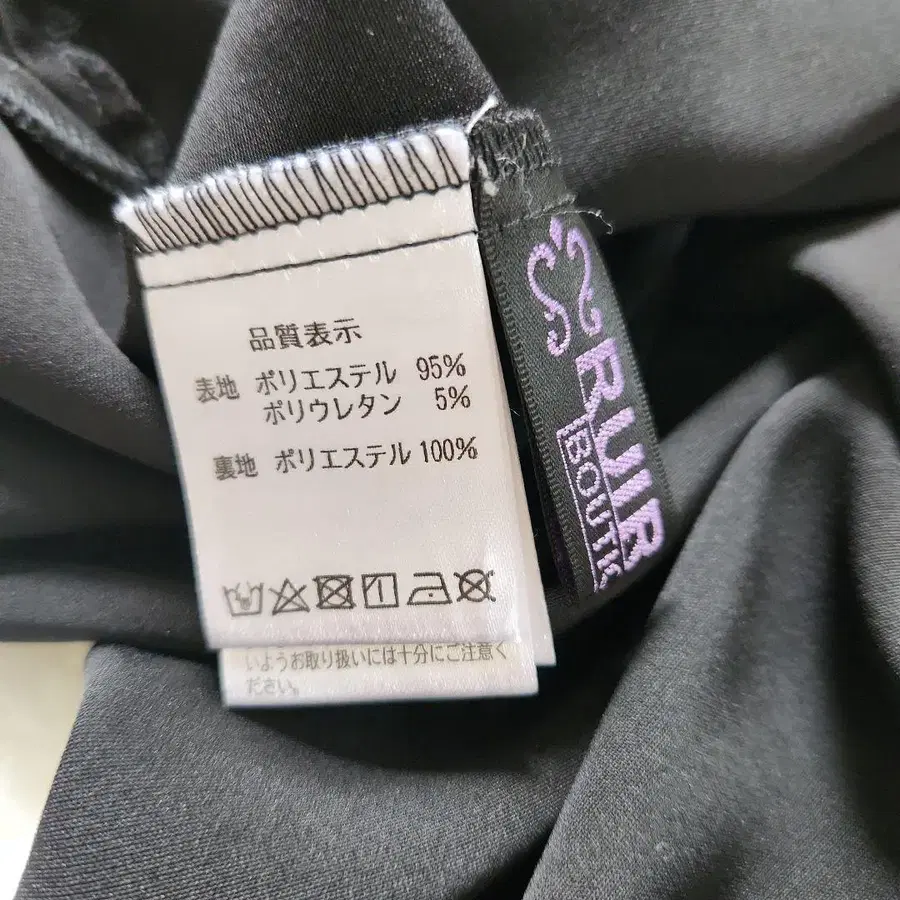 品質表示
表地 ポリエステル 95%
ポリウレタン 5%
裏地 ポリエステル 100%
いようお取り扱いには十分にご注意く
ださい。
RUIR
BOUTI